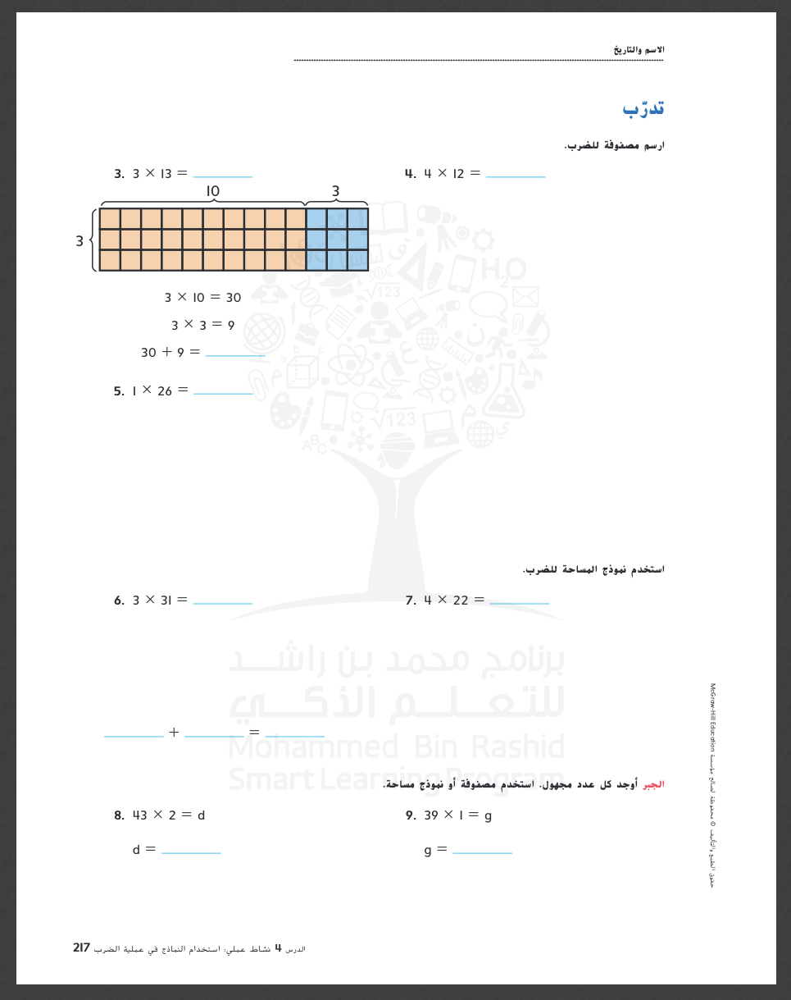 الاسم والتاريخ
تدرّب
ارسم مصفوفة للضرب.
3. 3 × 13 =
4. 4 × 12 =
10 3
3
3 × 10 = 30
3 × 3 = 9
30 + 9 =
5. 1 × 26 =
H₂O
√123
√123
ABC
استخدم نموذج المساحة للضرب.
6. 3 × 31 =
7. 4 × 22 =
+ =
برنامج محمد بن راشد
للتعلم الذكي
Mohammed Bin Rashid
Smart Learning Program
الجبر أوجد كل عدد مجهول. استخدم مصفوفة أو نموذج مساحة.
8. 43 × 2 = d
d =
9. 39 × 1 = g
g =
حقوق الطبع والتأليف © محفوظة لصالح مؤسسة McGraw-Hill Education
217 الدرس 4 نشاط عملي: استخدام النماذج في عملية الضرب